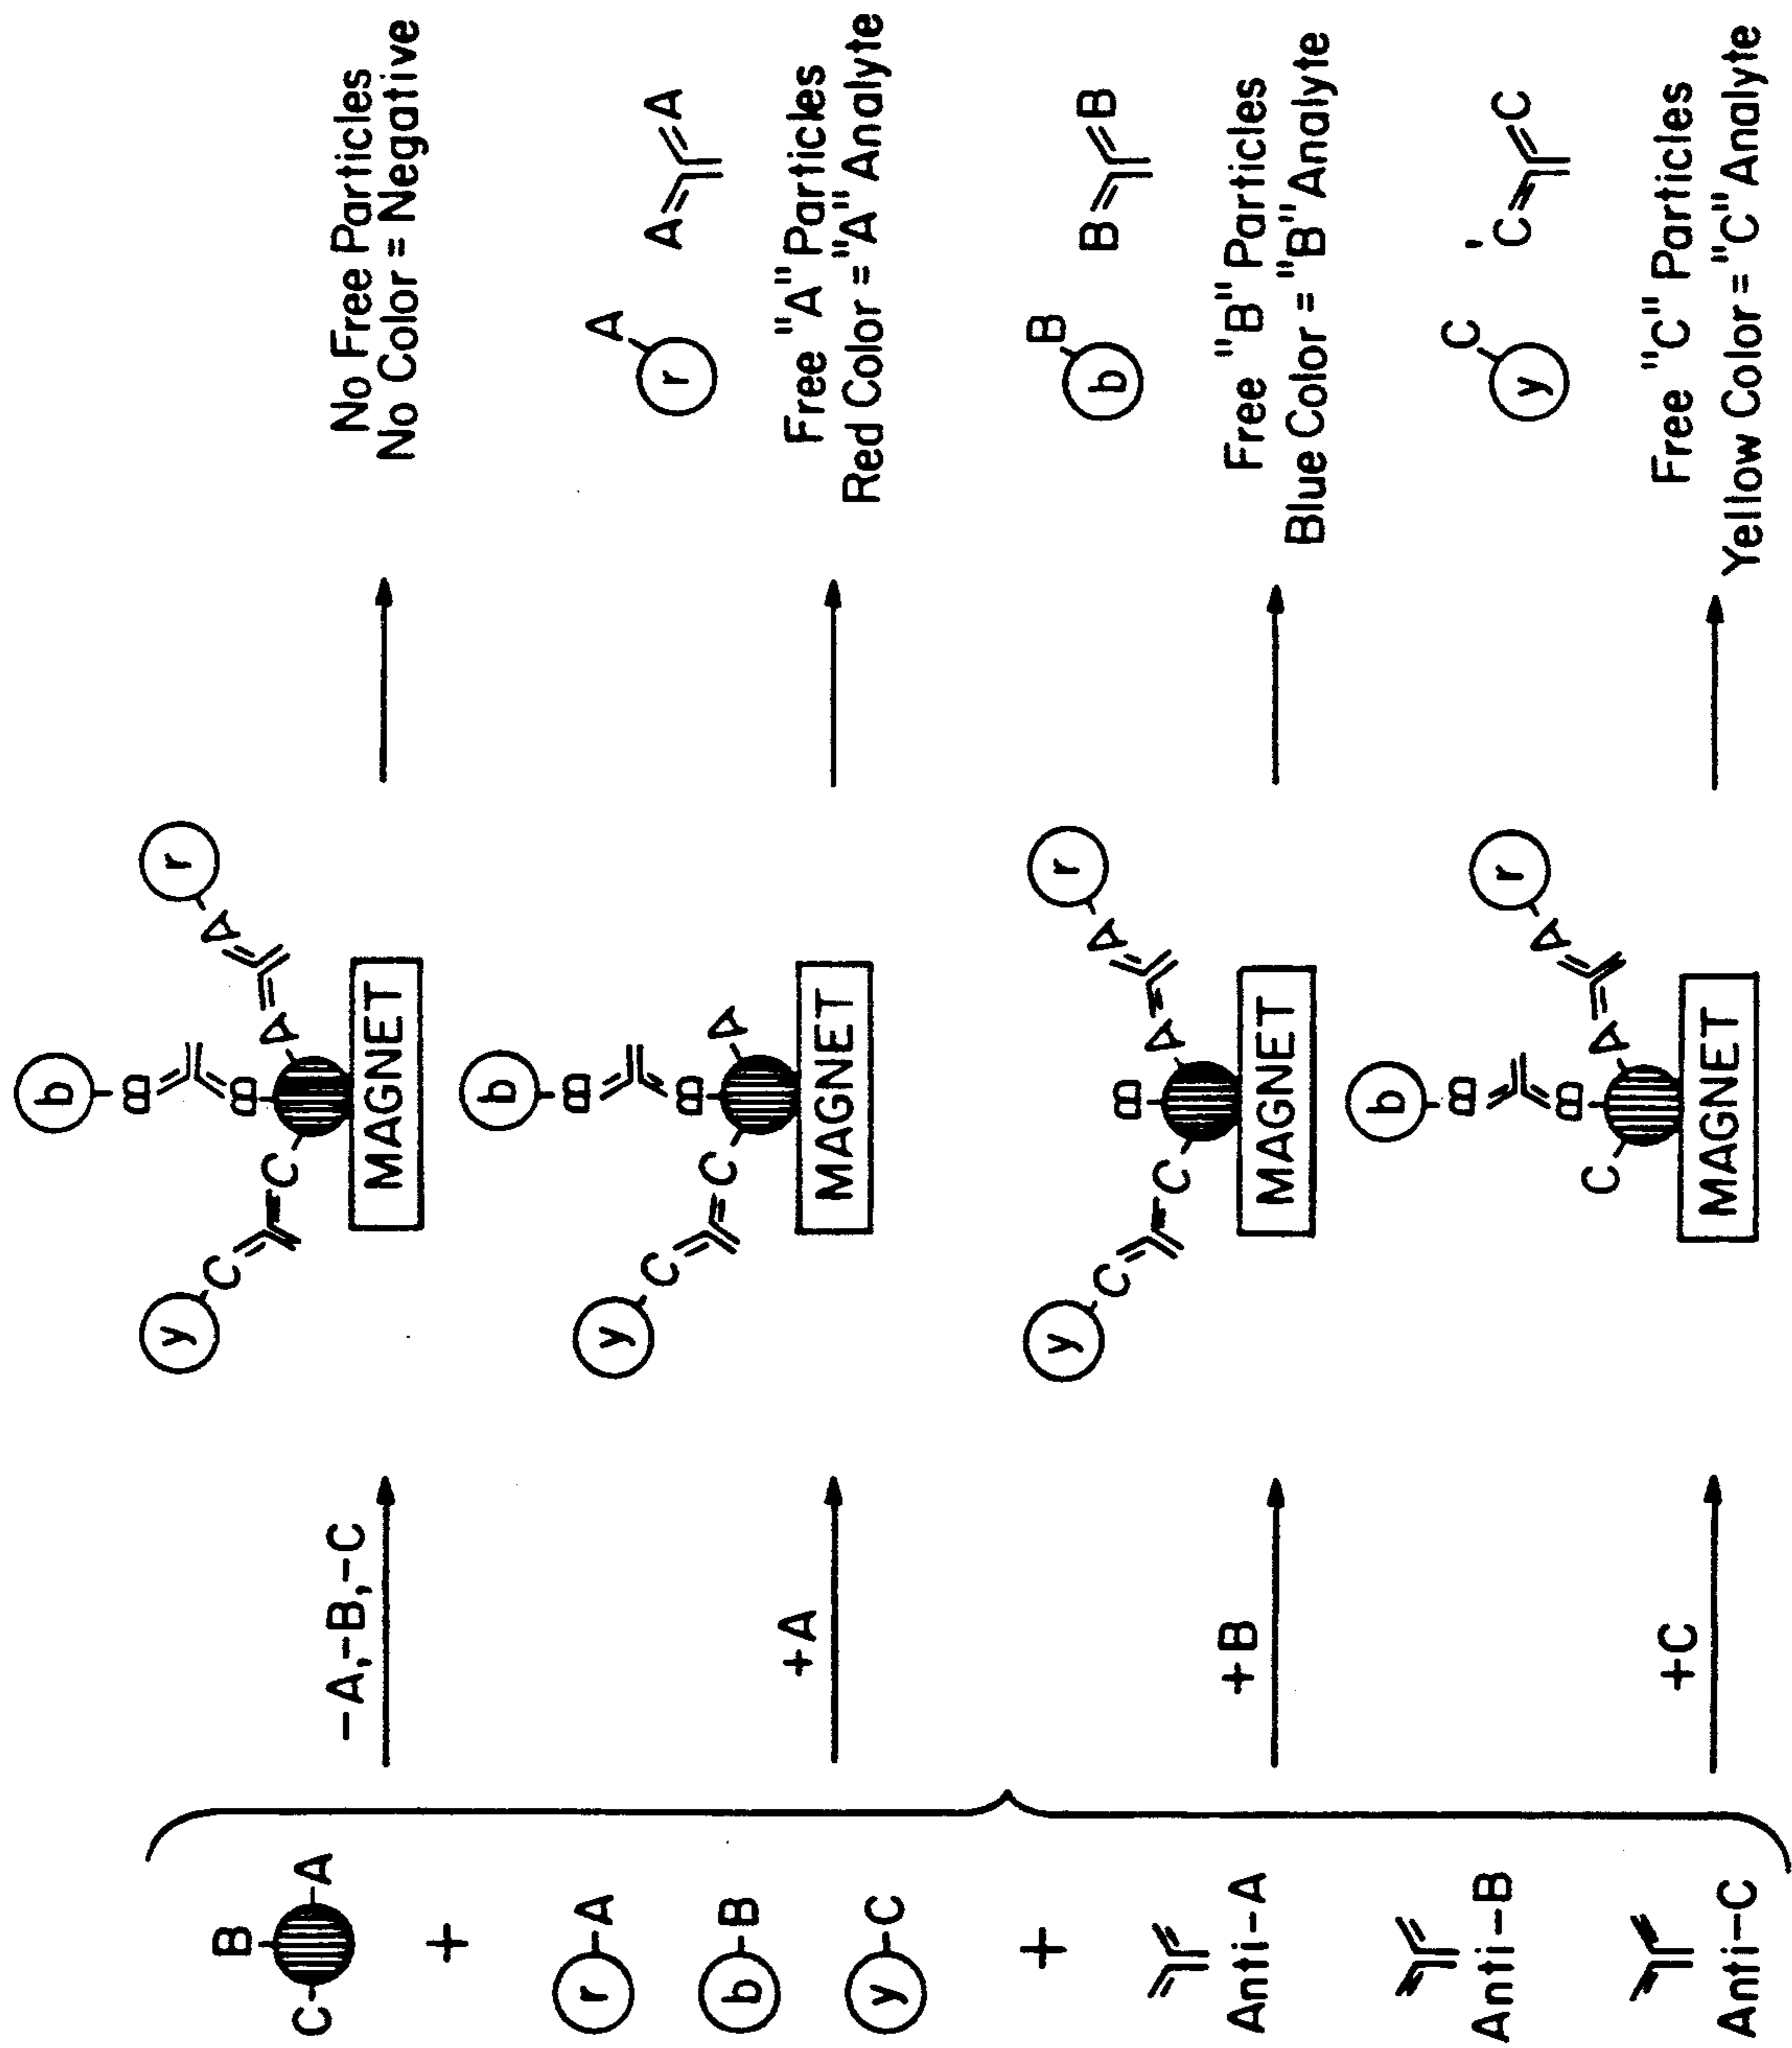 B
C A
+
r A
b B
y C
+
Anti-A
Anti-B
Anti-C
-A,-B,-C
b
B
y r
C A
B
C A
MAGNET
No Free Particles
No Color = Negative
+A
b
B
y
C
B
C A
MAGNET
r A A A
Free "A" Particles
Red Color = "A" Analyte
+B
y r
C A
B
C A
MAGNET
b B B B
Free "B" Particles
Blue Color = "B" Analyte
+C
b
r
B A
B
C A
MAGNET
y C C C
Free "C" Particles
Yellow Color = "C" Analyte